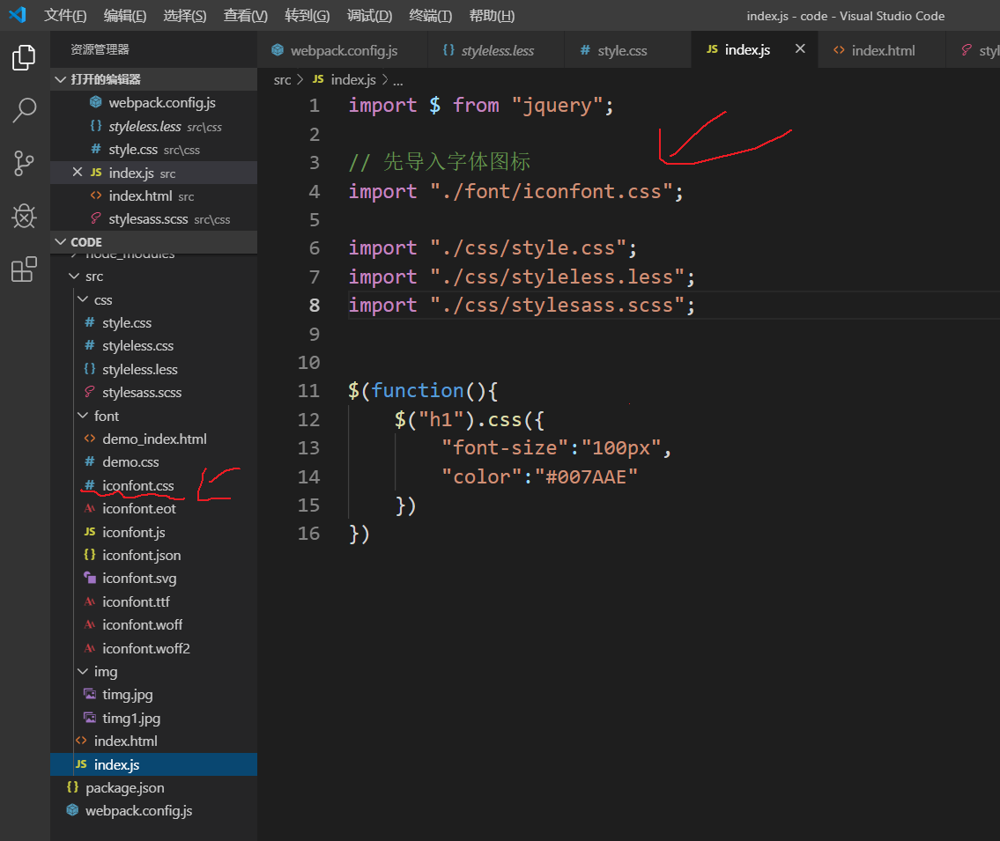 文件(F) 编辑(E) 选择(S) 查看(V) 转到(G) 调试(D) 终端(T) 帮助(H) index.js - code - Visual Studio Code
资源管理器
打开的编辑器
webpack.config.js
styleless.less src\css
style.css src\css
JS index.js src
index.html src
stylesass.scss src\css
CODE
node_modules
src
css
style.css
styleless.css
styleless.less
stylesass.scss
font
demo_index.html
demo.css
iconfont.css
iconfont.eot
JS iconfont.js
iconfont.json
iconfont.svg
iconfont.ttf
iconfont.woff
iconfont.woff2
img
timg.jpg
timg1.jpg
index.html
JS index.js
package.json
webpack.config.js
webpack.config.js styleless.less style.css JS index.js index.html styl
src > JS index.js > ...
1 import $ from "jquery";
2
3 // 先导入字体图标
4 import "./font/iconfont.css";
5
6 import "./css/style.css";
7 import "./css/styleless.less";
8 import "./css/stylesass.scss";
9
10
11 $(function(){
12 $("h1").css({
13 "font-size":"100px",
14 "color":"#007AAE"
15 })
16 })